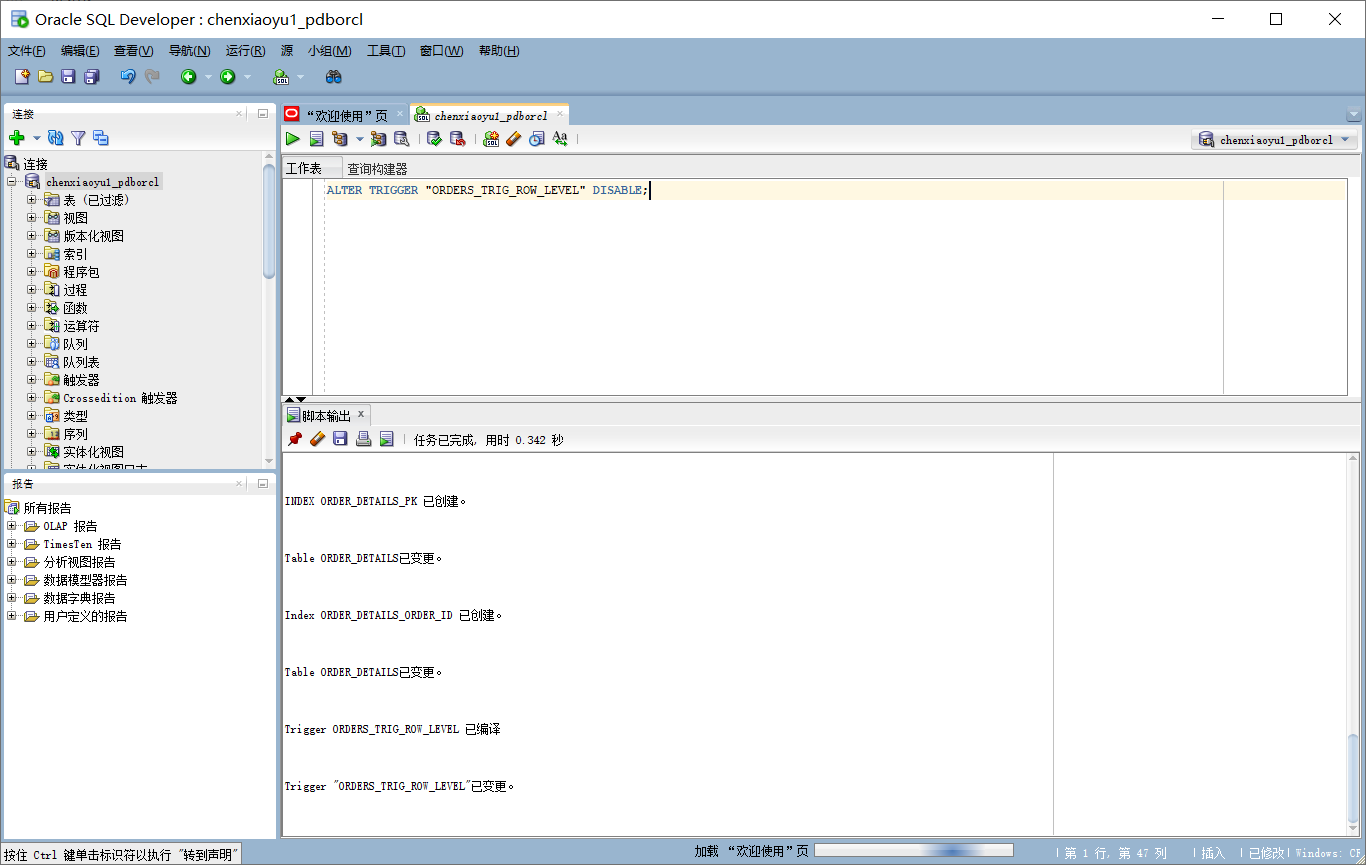 Oracle SQL Developer : chenxiaoyu1_pdborcl
文件(F) 编辑(E) 查看(V) 导航(N) 运行(R) 源 小组(M) 工具(T) 窗口(W) 帮助(H)
连接
“欢迎使用”页
chenxiaoyu1_pdborcl
chenxiaoyu1_pdborcl
工作表 查询构建器
ALTER TRIGGER "ORDERS_TRIG_ROW_LEVEL" DISABLE;
连接
chenxiaoyu1_pdborcl
表 (已过滤)
视图
版本化视图
索引
程序包
过程
函数
运算符
队列
队列表
触发器
Crossedition 触发器
类型
序列
实体化视图
实体化视图日志
报告
所有报告
OLAP 报告
TimesTen 报告
分析视图报告
数据模型器报告
数据字典报告
用户定义的报告
脚本输出
任务已完成, 用时 0.342 秒
INDEX ORDER_DETAILS_PK 已创建。
Table ORDER_DETAILS已变更。
Index ORDER_DETAILS_ORDER_ID 已创建。
Table ORDER_DETAILS已变更。
Trigger ORDERS_TRIG_ROW_LEVEL 已编译
Trigger "ORDERS_TRIG_ROW_LEVEL"已变更。
按住 Ctrl 键单击标识符以执行 "转到声明"
加载 “欢迎使用”页
第 1 行, 第 47 列 插入 已修改 Windows: CR